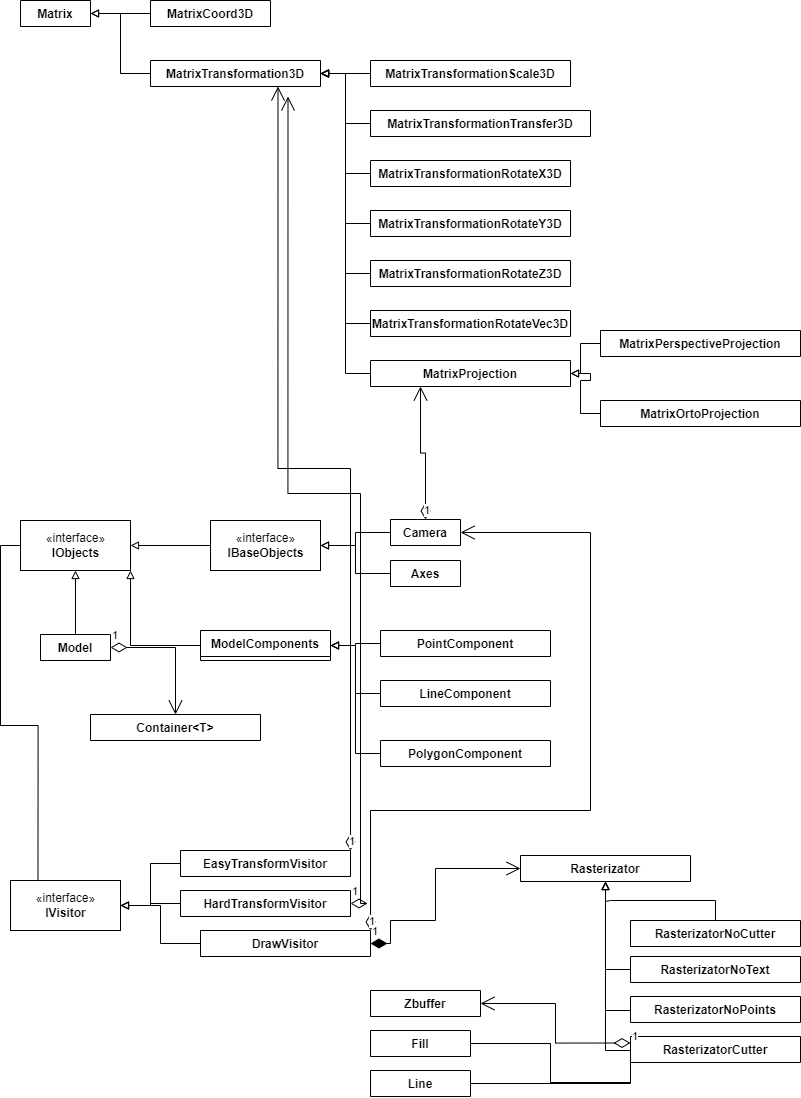 Matrix
MatrixCoord3D
MatrixTransformation3D
MatrixTransformationScale3D
MatrixTransformationTransfer3D
MatrixTransformationRotateX3D
MatrixTransformationRotateY3D
MatrixTransformationRotateZ3D
MatrixTransformationRotateVec3D
MatrixPerspectiveProjection
MatrixProjection
MatrixOrtoProjection
1
«interface»
IObjects
«interface»
IBaseObjects
Camera
Axes
1
Model
ModelComponents
PointComponent
LineComponent
Container<T>
PolygonComponent
1
EasyTransformVisitor
Rasterizator
«interface»
IVisitor
1
HardTransformVisitor
1
1
DrawVisitor
RasterizatorNoCutter
RasterizatorNoText
Zbuffer
RasterizatorNoPoints
1
Fill
RasterizatorCutter
Line